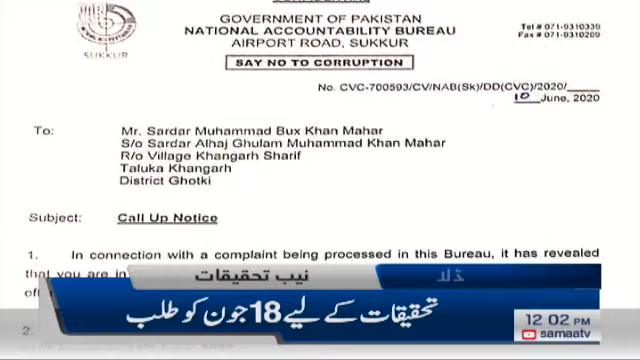 SUKKUR
GOVERNMENT OF PAKISTAN
NATIONAL ACCOUNTABILITY BUREAU
AIRPORT ROAD, SUKKUR
Tel # 071-9310339
Fax # 071-9310209
SAY NO TO CORRUPTION
No. CVC-700593/CV/NAB(Sk)/DD(CVC)/2020/
10 June, 2020
To:
Mr. Sardar Muhammad Bux Khan Mahar
S/o Sardar Alhaj Ghulam Muhammad Khan Mahar
R/o Village Khangarh Sharif
Taluka Khangarh
District Ghotki
Subject: Call Up Notice
1. In connection with a complaint being processed in this Bureau, it has revealed
that you are in
2.
نیب تحقیقات
تحقیقات کے لیے 18 جون کو طلب
12:02 PM
samaatv